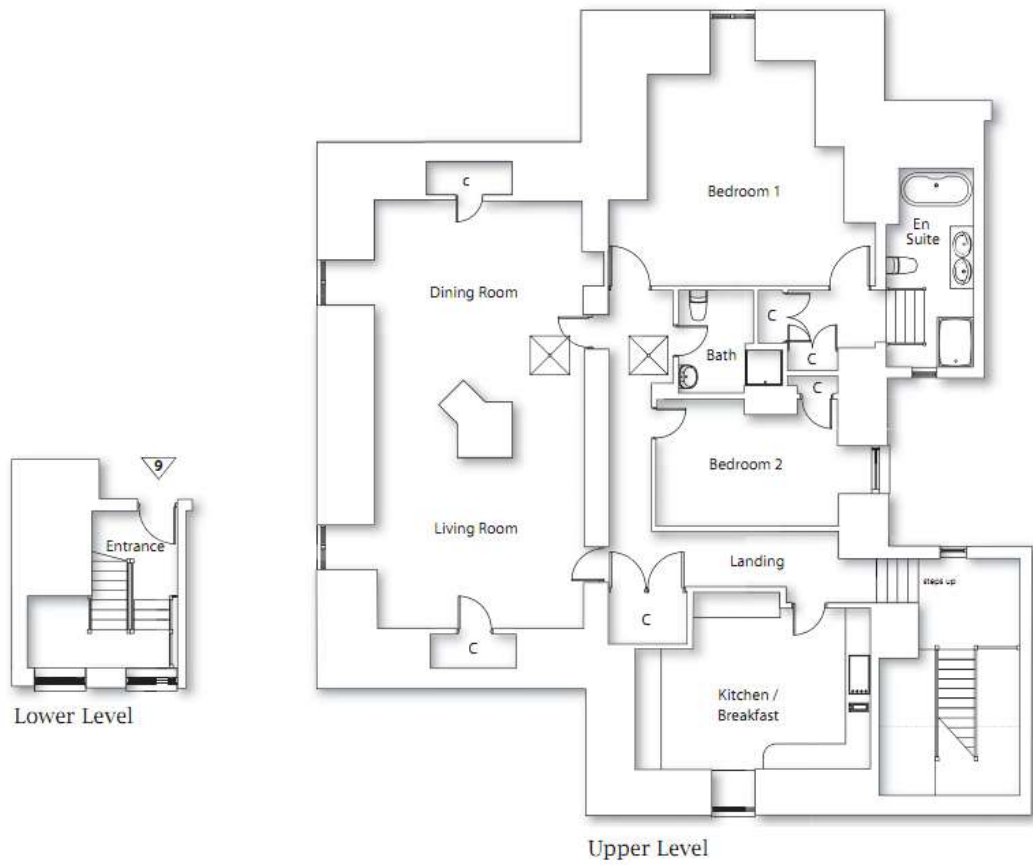 Bedroom 1
c
En
Suite
Dining Room
C
Bath
C
C
9
Bedroom 2
Living Room
Entrance
Landing
steps up
C
C
Kitchen /
Breakfast
Lower Level
Upper Level